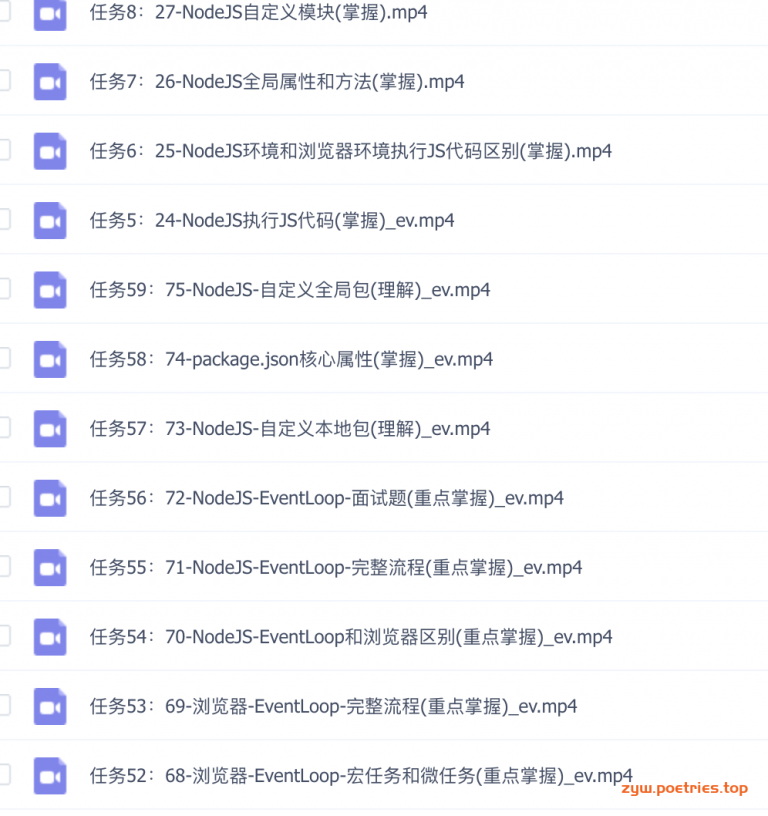 任务8：27-NodeJS自定义模块(掌握).mp4
任务7：26-NodeJS全局属性和方法(掌握).mp4
任务6：25-NodeJS环境和浏览器环境执行JS代码区别(掌握).mp4
任务5：24-NodeJS执行JS代码(掌握)_ev.mp4
任务59：75-NodeJS-自定义全局包(理解)_ev.mp4
任务58：74-package.json核心属性(掌握)_ev.mp4
任务57：73-NodeJS-自定义本地包(理解)_ev.mp4
任务56：72-NodeJS-EventLoop-面试题(重点掌握)_ev.mp4
任务55：71-NodeJS-EventLoop-完整流程(重点掌握)_ev.mp4
任务54：70-NodeJS-EventLoop和浏览器区别(重点掌握)_ev.mp4
任务53：69-浏览器-EventLoop-完整流程(重点掌握)_ev.mp4
任务52：68-浏览器-EventLoop-宏任务和微任务(重点掌握)_ev.mp4
zyw.poetries.top